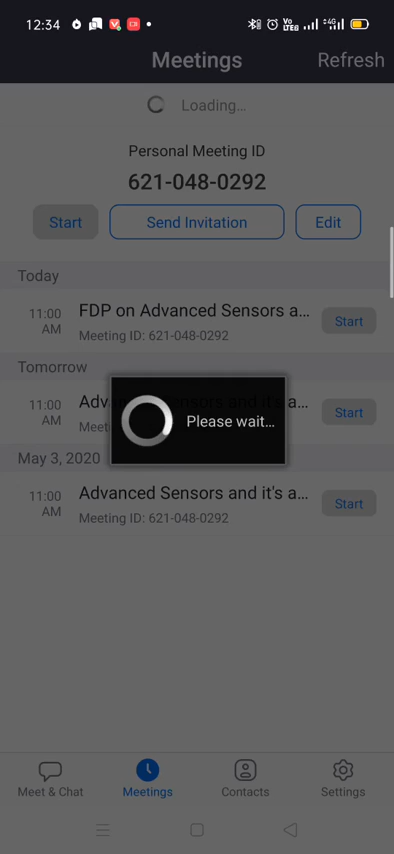 12:34
Vo LTE 4G
Meetings
Refresh
Loading...
Personal Meeting ID
621-048-0292
Start
Send Invitation
Edit
Today
11:00 AM
FDP on Advanced Sensors a...
Meeting ID: 621-048-0292
Start
Tomorrow
11:00 AM
Please wait...
Start
May 3, 2020
11:00 AM
Advanced Sensors and it's a...
Meeting ID: 621-048-0292
Start
Meet & Chat
Meetings
Contacts
Settings